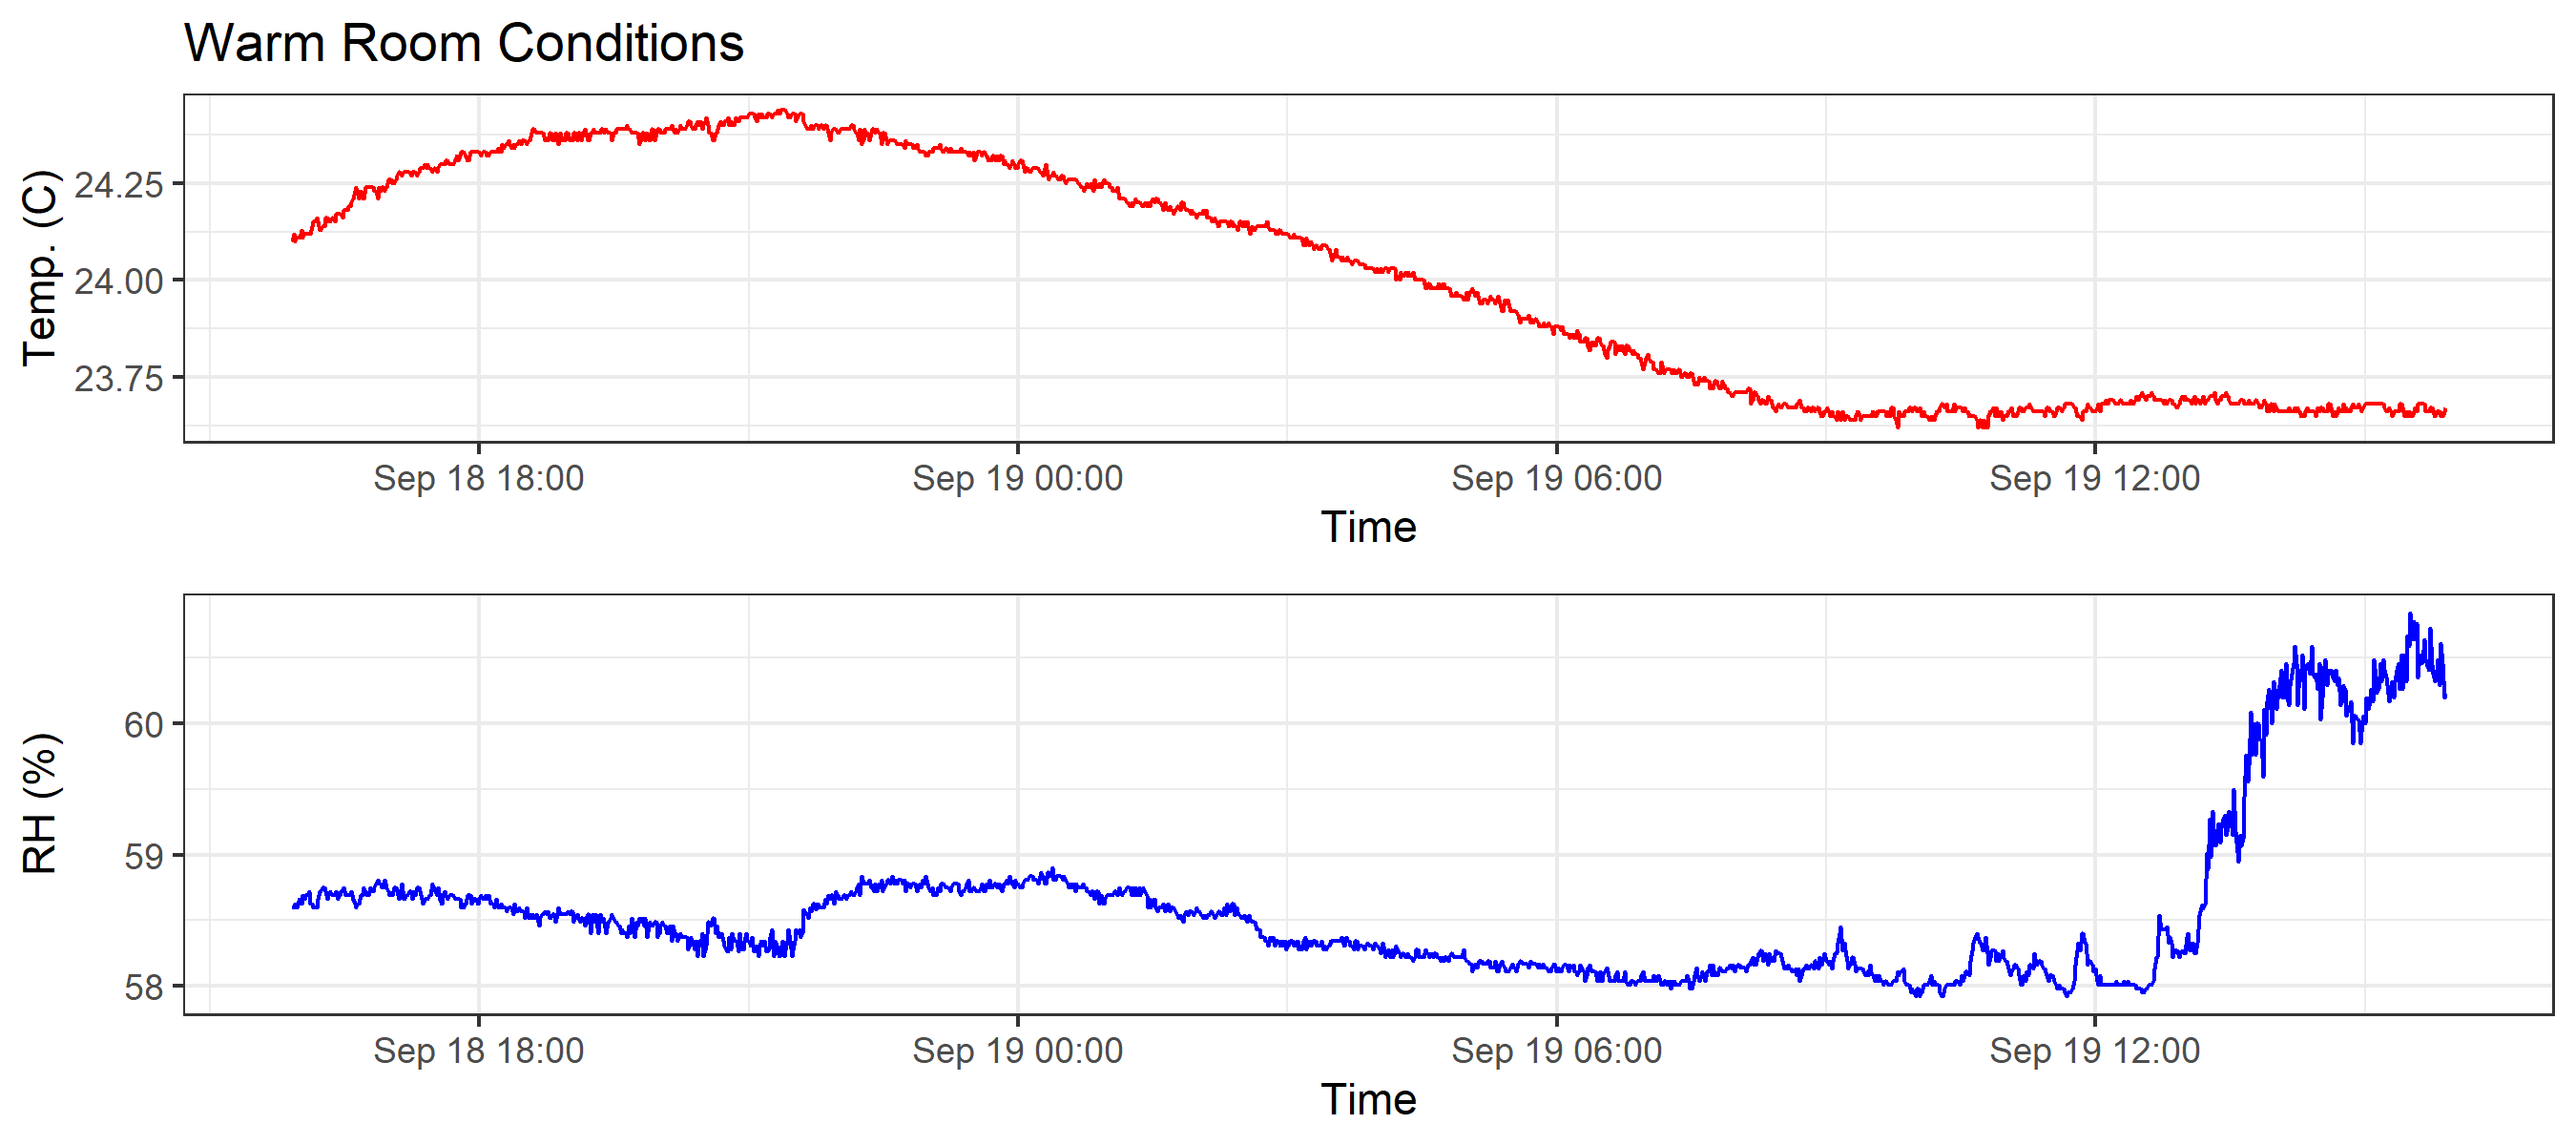 Warm Room Conditions
Temp. (C)
24.25
24.00
23.75
Sep 18 18:00 Sep 19 00:00 Sep 19 06:00 Sep 19 12:00
Time
RH (%)
60
59
58
Sep 18 18:00 Sep 19 00:00 Sep 19 06:00 Sep 19 12:00
Time